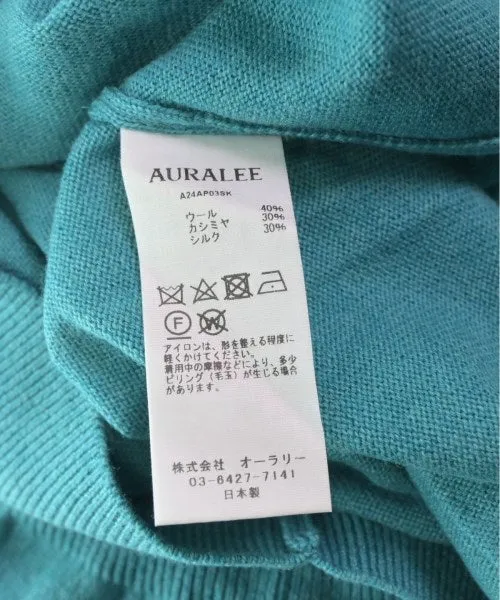 AURALEE
A24AP03SK
ウール 40%
カシミヤ 30%
シルク 30%
F W
アイロンは、形を整える程度に
軽くかけてください。
着用中の摩擦などにより、多少
ピリング(毛玉)が生じる場合
があります。
株式会社 オーラリー
03-6427-7141
日本製